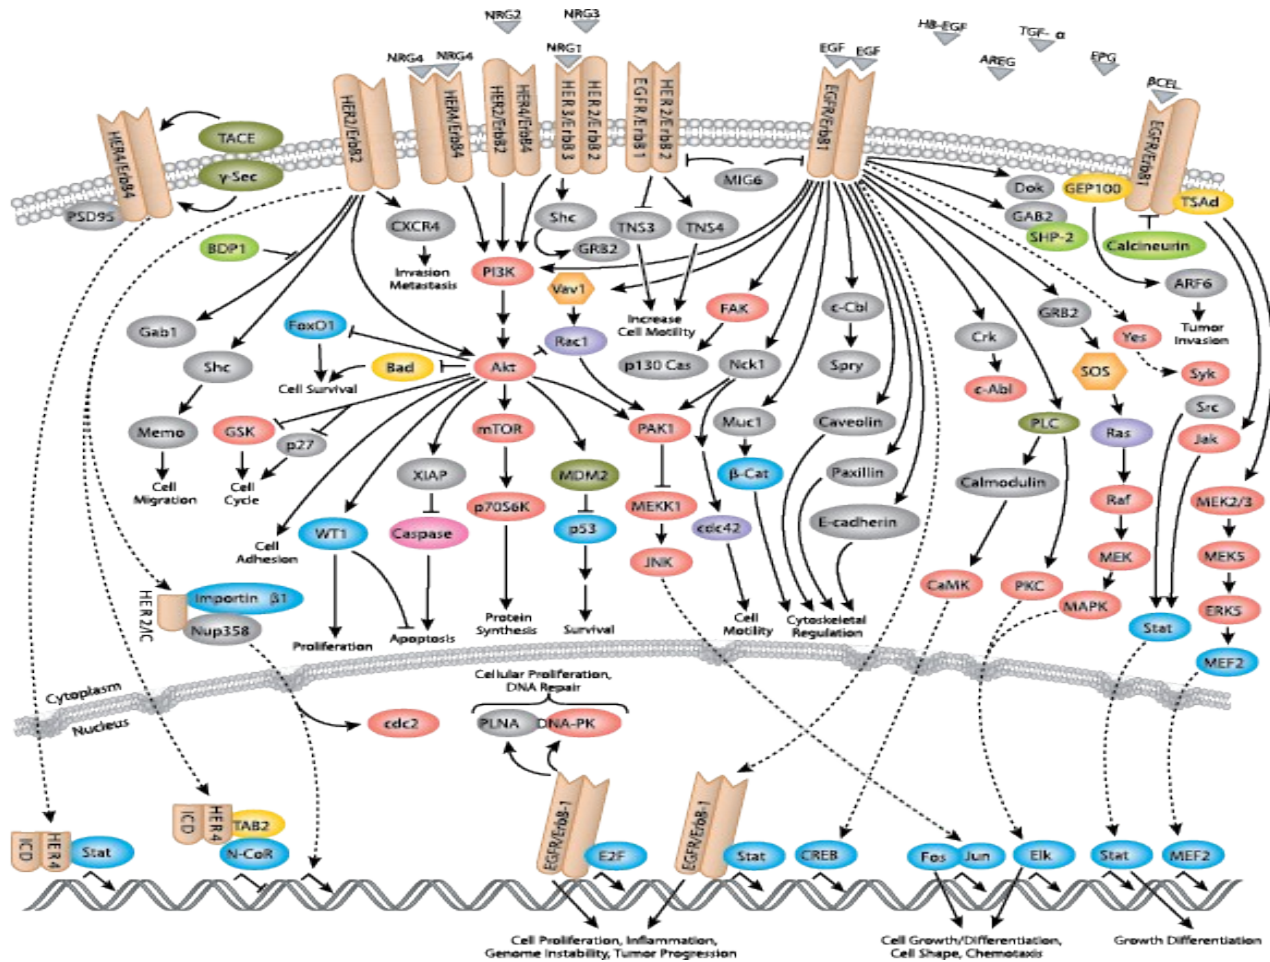 NRG2
NRG3
HB-EGF
TGF- α
NRG4
NRG4
NRG1
EGF
EGF
AREG
EPG
BCEL
HER4/ErbB4
TACE
γ-Sec
PSD95
HER2/ErbB2
HER4/ErbB4
HER2/ErbB2
HER4/ErbB4
HER3/ErbB3
HER2/ErbB2
EGFR/ErbB1
HER2/ErbB2
MIG6
EGFR/ErbB1
EGFR/ErbB1
Dok
GEP100
TSAd
GAB2
SHP-2
Calcineurin
BDP1
CXCR4
Invasion
Metastasis
Shc
GRB2
TNS3
TNS4
PI3K
Vav1
Increase
Cell Motility
FAK
c-Cbl
ARF6
Tumor
Invasion
Gab1
FoxO1
Rac1
p130 Cas
Nck1
Spry
Crk
GRB2
Yes
Shc
Cell Survival
Bad
Akt
c-Abl
SOS
Syk
Src
Memo
GSK
p27
mTOR
PAK1
Muc1
Caveolin
PLC
Ras
Jak
Cell
Migration
Cell
Cycle
XIAP
MDM2
β-Cat
Paxillin
Calmodulin
Raf
MEK2/3
p70S6K
MEKK1
cdc42
E-cadherin
Cell
Adhesion
WT1
Caspase
p53
JNK
MEK
MEK5
CaMK
PKC
MAPK
ERK5
HER2/IC
Importin β1
Nup358
Proliferation
Apoptosis
Protein
Synthesis
Survival
Cell
Motility
Cytoskeletal
Regulation
Stat
MEF2
Cytoplasm
Nucleus
Cellular Proliferation,
DNA Repair
cdc2
PLNA
DNA-PK
ICD
HER4
Stat
ICD
HER4
TAB2
N-CoR
EGFR/ErbB-1
E2F
EGFR/ErbB-1
Stat
CREB
Fos
Jun
Elk
Stat
MEF2
Cell Proliferation, Inflammation,
Genome Instability, Tumor Progression
Cell Growth/Differentiation,
Cell Shape, Chemotaxis
Growth Differentiation